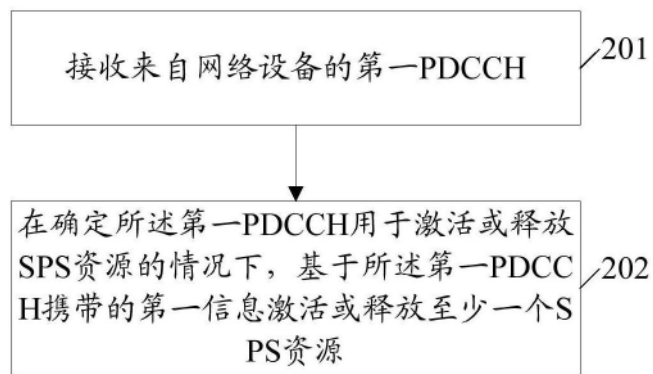 接收来自网络设备的第一PDCCH
201
在确定所述第一PDCCH用于激活或释放
SPS资源的情况下，基于所述第一PDCC
H携带的第一信息激活或释放至少一个S
PS资源
202